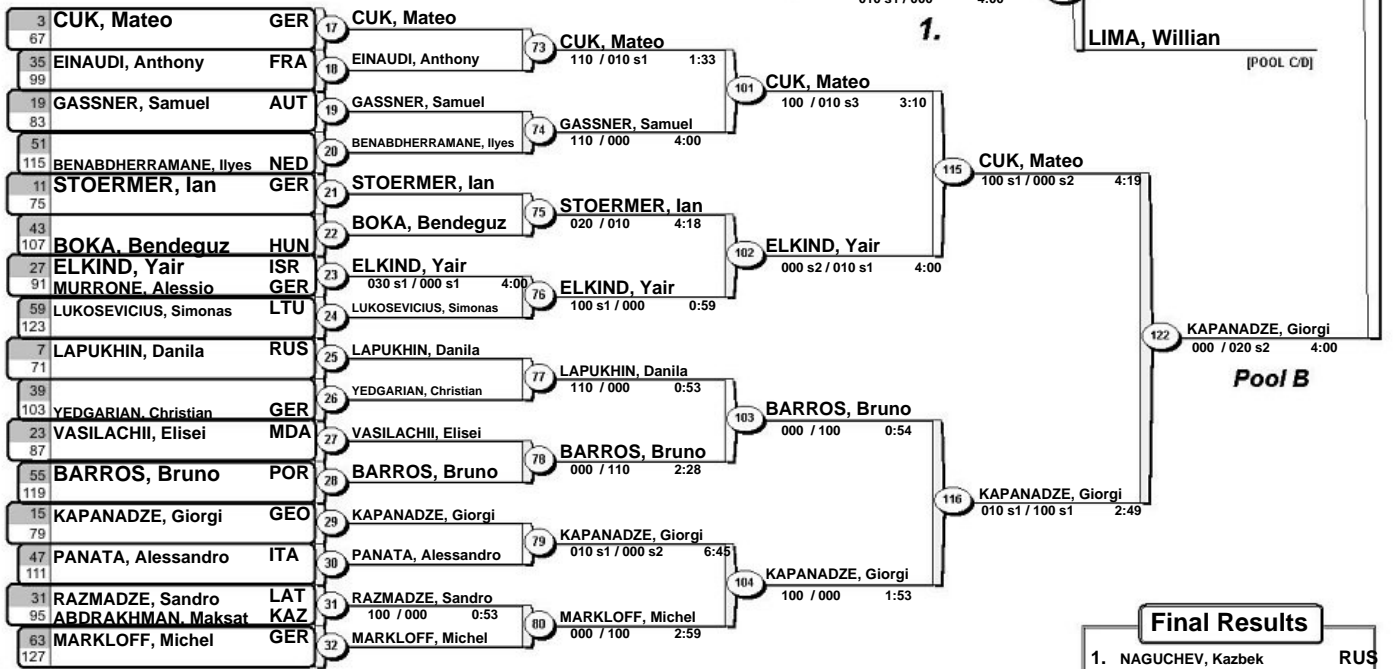 010 s1 / 000 4:00
1.
LIMA, Willian
[POOL C/D]
3 CUK, Mateo GER
67
35 EINAUDI, Anthony FRA
99
19 GASSNER, Samuel AUT
83
51
115 BENABDHERRAMANE, Ilyes NED
11 STOERMER, Ian GER
75
43
107 BOKA, Bendeguz HUN
27 ELKIND, Yair ISR
91 MURRONE, Alessio GER
59 LUKOSEVICIUS, Simonas LTU
123
7 LAPUKHIN, Danila RUS
71
39
103 YEDGARIAN, Christian GER
23 VASILACHII, Elisei MDA
87
55 BARROS, Bruno POR
119
15 KAPANADZE, Giorgi GEO
79
47 PANATA, Alessandro ITA
111
31 RAZMADZE, Sandro LAT
95 ABDRAKHMAN, Maksat KAZ
63 MARKLOFF, Michel GER
127
17 CUK, Mateo
18 EINAUDI, Anthony
19 GASSNER, Samuel
20 BENABDHERRAMANE, Ilyes
21 STOERMER, Ian
22 BOKA, Bendeguz
23 ELKIND, Yair
030 s1 / 000 s1 4:00
24 LUKOSEVICIUS, Simonas
25 LAPUKHIN, Danila
26 YEDGARIAN, Christian
27 VASILACHII, Elisei
28 BARROS, Bruno
29 KAPANADZE, Giorgi
30 PANATA, Alessandro
31 RAZMADZE, Sandro
100 / 000 0:53
32 MARKLOFF, Michel
73 CUK, Mateo
110 / 010 s1 1:33
74 GASSNER, Samuel
110 / 000 4:00
75 STOERMER, Ian
020 / 010 4:18
76 ELKIND, Yair
100 s1 / 000 0:59
77 LAPUKHIN, Danila
110 / 000 0:53
78 BARROS, Bruno
000 / 110 2:28
79 KAPANADZE, Giorgi
010 s1 / 000 s2 6:45
80 MARKLOFF, Michel
000 / 100 2:59
101 CUK, Mateo
100 / 010 s3 3:10
102 ELKIND, Yair
000 s2 / 010 s1 4:00
103 BARROS, Bruno
000 / 100 0:54
104 KAPANADZE, Giorgi
100 / 000 1:53
115 CUK, Mateo
100 s1 / 000 s2 4:19
116 KAPANADZE, Giorgi
010 s1 / 100 s1 2:49
122 KAPANADZE, Giorgi
000 / 020 s2 4:00
Pool B
Final Results
1. NAGUCHEV, Kazbek RUS